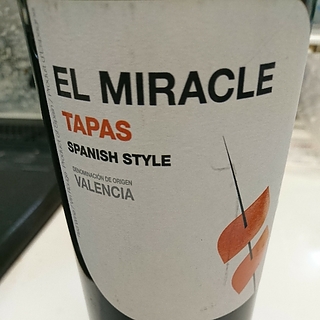 EL MIRACLE
TAPAS
SPANISH STYLE
DENOMINACIÓN DE ORIGEN
VALENCIA